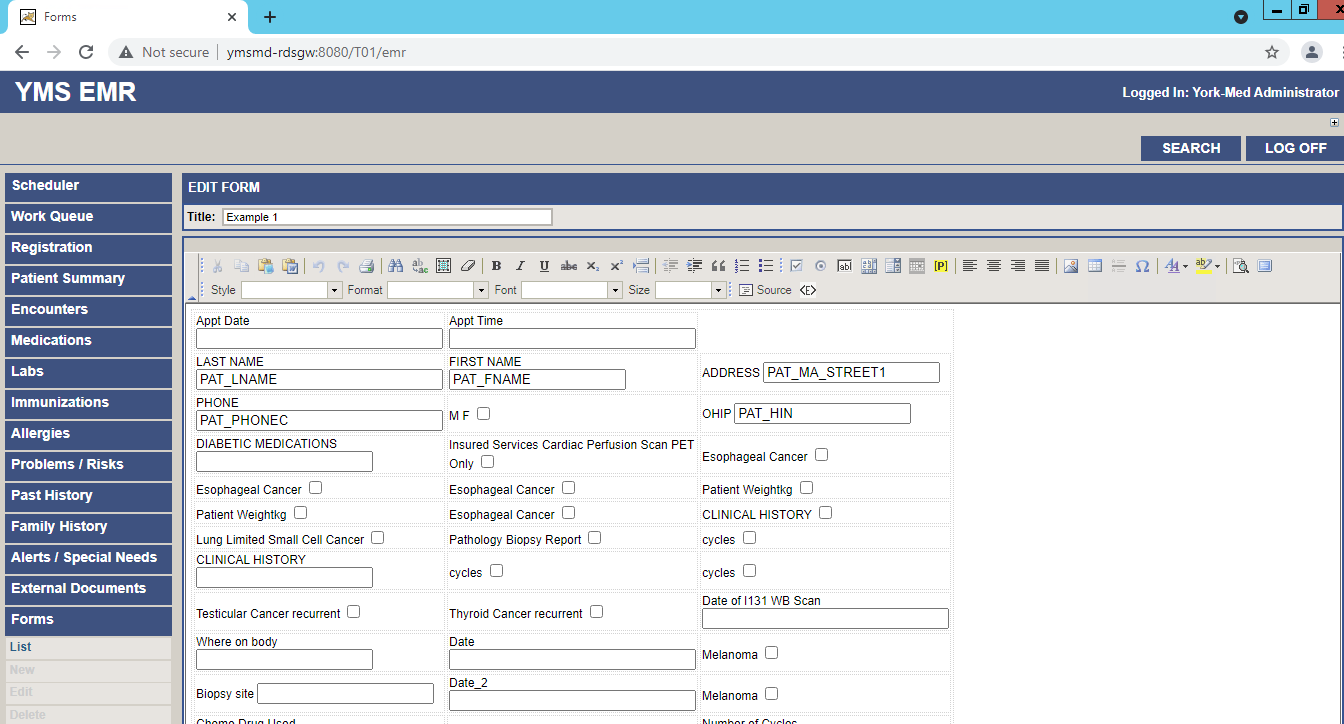 Forms
Not secure
ymsmd-rdsgw:8080/T01/emr
YMS EMR
Logged In: York-Med Administrator
SEARCH
LOG OFF
Scheduler
Work Queue
Registration
Patient Summary
Encounters
Medications
Labs
Immunizations
Allergies
Problems / Risks
Past History
Family History
Alerts / Special Needs
External Documents
Forms
List
New
Edit
Delete
EDIT FORM
Title: Example 1
B I U abc X₂ X²
[P]
Style Format Font Size Source
Appt Date Appt Time
LAST NAME FIRST NAME
PAT_LNAME PAT_FNAME ADDRESS PAT_MA_STREET1
PHONE
PAT_PHONEC M F OHIP PAT_HIN
DIABETIC MEDICATIONS Insured Services Cardiac Perfusion Scan PET
Only Esophageal Cancer
Esophageal Cancer Esophageal Cancer Patient Weightkg
Patient Weightkg Esophageal Cancer CLINICAL HISTORY
Lung Limited Small Cell Cancer Pathology Biopsy Report cycles
CLINICAL HISTORY
cycles cycles
Testicular Cancer recurrent Thyroid Cancer recurrent Date of I131 WB Scan
Where on body Date
Melanoma
Biopsy site Date_2 Melanoma
Chemo Drug Used Number of Cycles